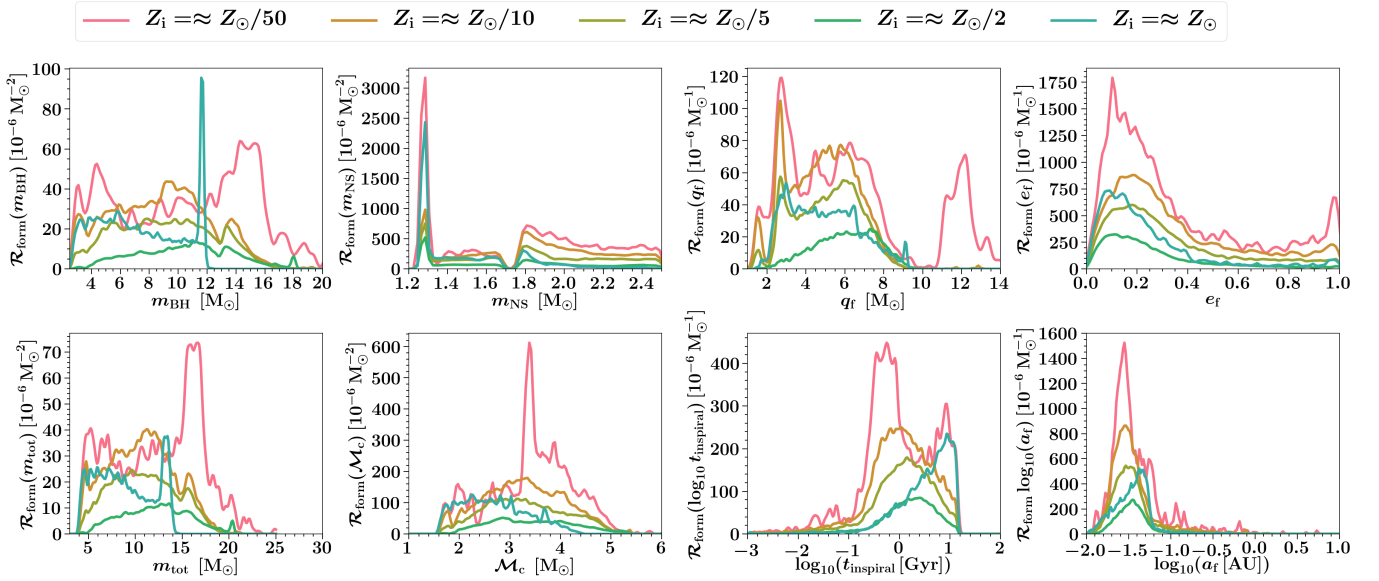 Z_i =≈ Z_⊙/50 Z_i =≈ Z_⊙/10 Z_i =≈ Z_⊙/5 Z_i =≈ Z_⊙/2 Z_i =≈ Z_⊙
R_form(m_BH) [10^−6 M_⊙^−2]
100
80
60
40
20
0
4 6 8 10 12 14 16 18 20
m_BH [M_⊙]
R_form(m_NS) [10^−6 M_⊙^−2]
3000
2500
2000
1500
1000
500
0
1.2 1.4 1.6 1.8 2.0 2.2 2.4
m_NS [M_⊙]
R_form(q_f) [10^−6 M_⊙^−1]
120
100
80
60
40
20
0
2 4 6 8 10 12 14
q_f [M_⊙]
R_form(e_f) [10^−6 M_⊙^−1]
1750
1500
1250
1000
750
500
250
0
0.0 0.2 0.4 0.6 0.8 1.0
e_f
R_form(m_tot) [10^−6 M_⊙^−2]
70
60
50
40
30
20
10
0
5 10 15 20 25 30
m_tot [M_⊙]
R_form(M_c) [10^−6 M_⊙^−2]
600
500
400
300
200
100
0
1 2 3 4 5 6
M_c [M_⊙]
R_form(log_10 t_inspiral) [10^−6 M_⊙^−1]
400
300
200
100
0
−3 −2 −1 0 1 2
log_10(t_inspiral [Gyr])
R_form log_10(a_f) [10^−6 M_⊙^−1]
1600
1400
1200
1000
800
600
400
200
0
−2.0 −1.5 −1.0 −0.5 0.0 0.5 1.0
log_10(a_f [AU])